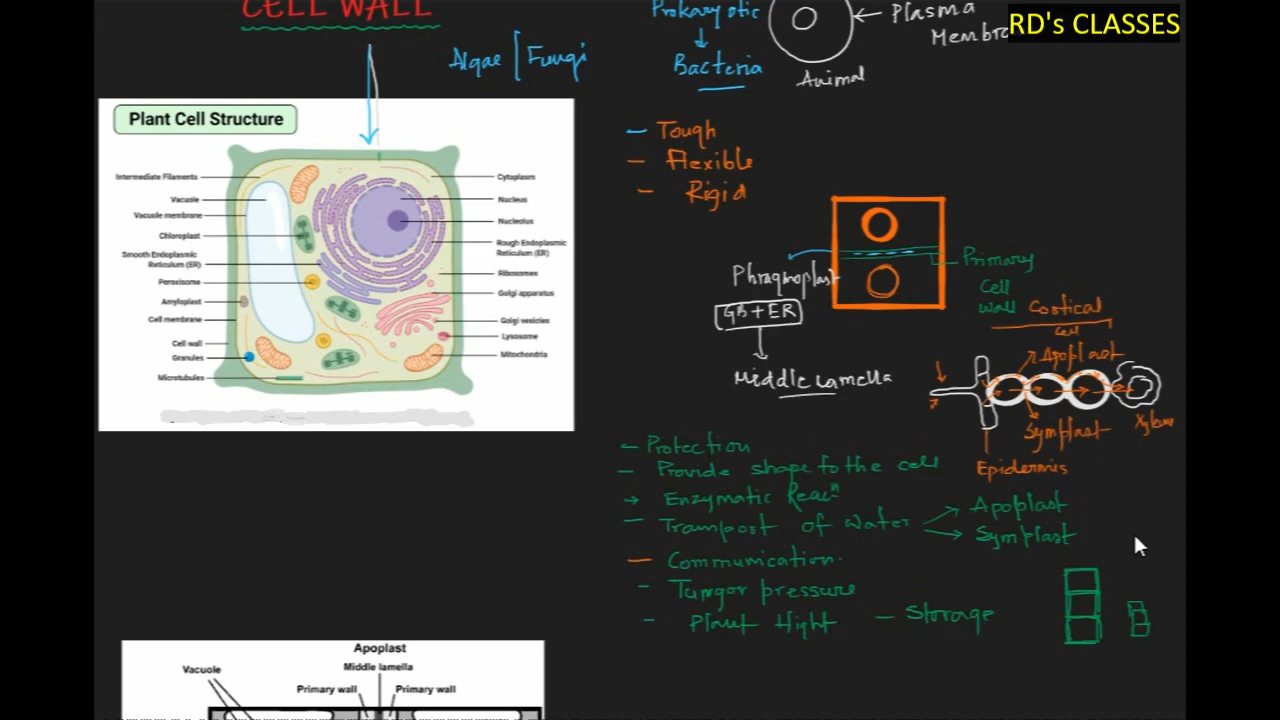 CELL WALL
Algae | Fungi
Prokaryotic
Bacteria
Plasma
Membra
Animal
RD's CLASSES
Plant Cell Structure
Intermediate Filaments
Vacuole
Vacuole membrane
Chloroplast
Smooth Endoplasmic
Reticulum (ER)
Peroxisome
Amyloplast
Cell membrane
Cell wall
Granules
Microtubules
Cytoplasm
Nucleus
Nucleolus
Rough Endoplasmic
Reticulum (ER)
Ribosomes
Golgi apparatus
Golgi vesicles
Lysosome
Mitochondria
- Tough
- Flexible
- Rigid
Phragmoplast
GB + ER
Middle lamella
Primary
Cell
wall
Cortical
Cell
Apoplast
Symplast
Xylem
Epidermis
- Protection
- Provide shape to the cell
→ Enzymatic Reacn
- Transport of water
Apoplast
Symplast
- Communication.
- Turgor pressure
- Plant Hight - Storage
Apoplast
Middle lamella
Vacuole
Primary wall
Primary wall